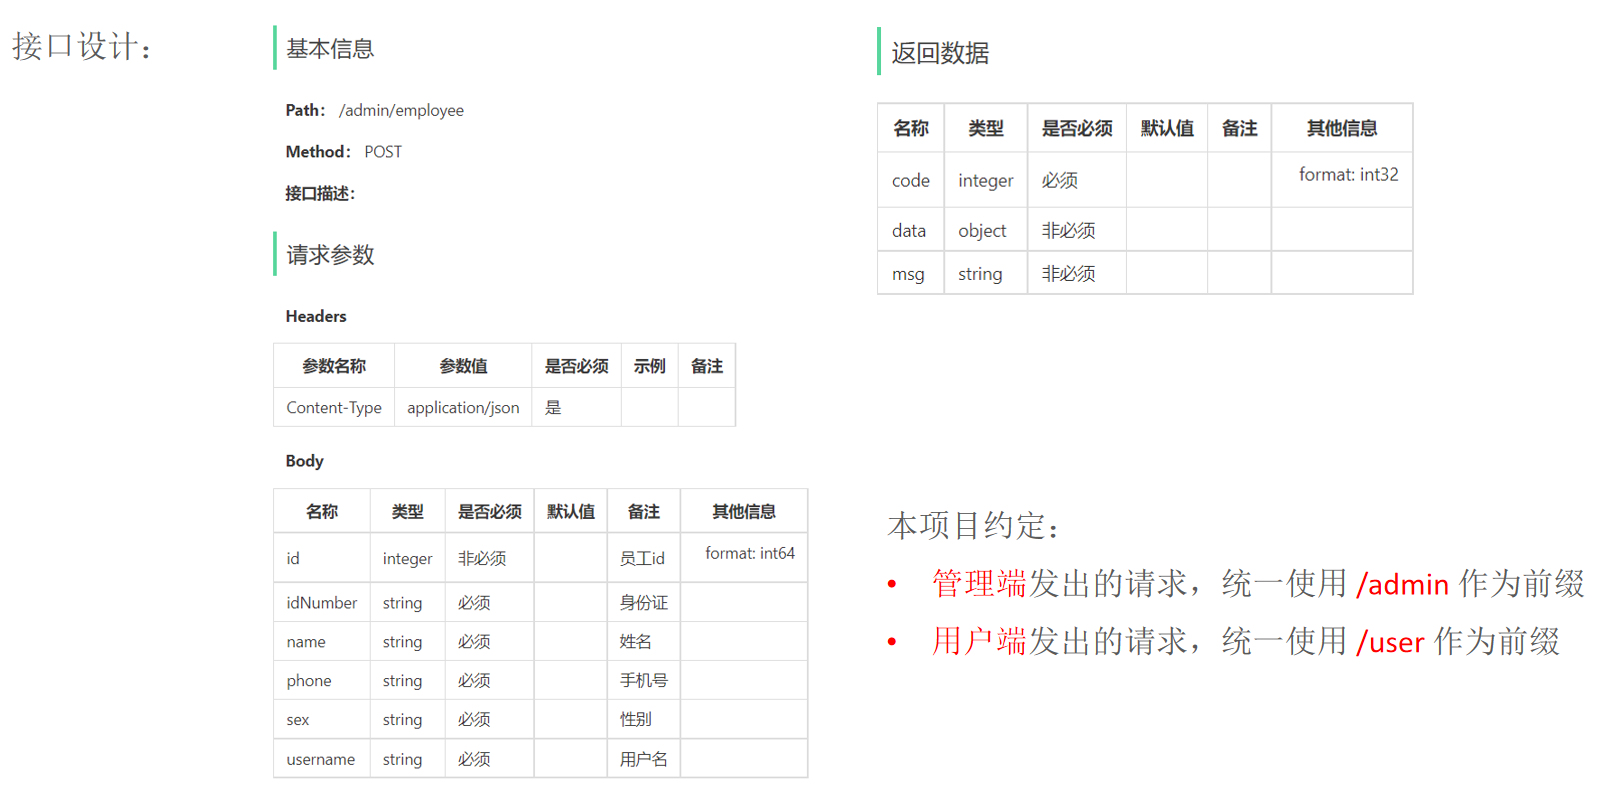 接口设计：
基本信息
Path： /admin/employee
Method： POST
接口描述：
请求参数
Headers
参数名称 参数值 是否必须 示例 备注
Content-Type application/json 是
Body
名称 类型 是否必须 默认值 备注 其他信息
id integer 非必须 员工id format: int64
idNumber string 必须 身份证
name string 必须 姓名
phone string 必须 手机号
sex string 必须 性别
username string 必须 用户名
返回数据
名称 类型 是否必须 默认值 备注 其他信息
code integer 必须 format: int32
data object 非必须
msg string 非必须
本项目约定：
• 管理端发出的请求，统一使用 /admin 作为前缀
• 用户端发出的请求，统一使用 /user 作为前缀